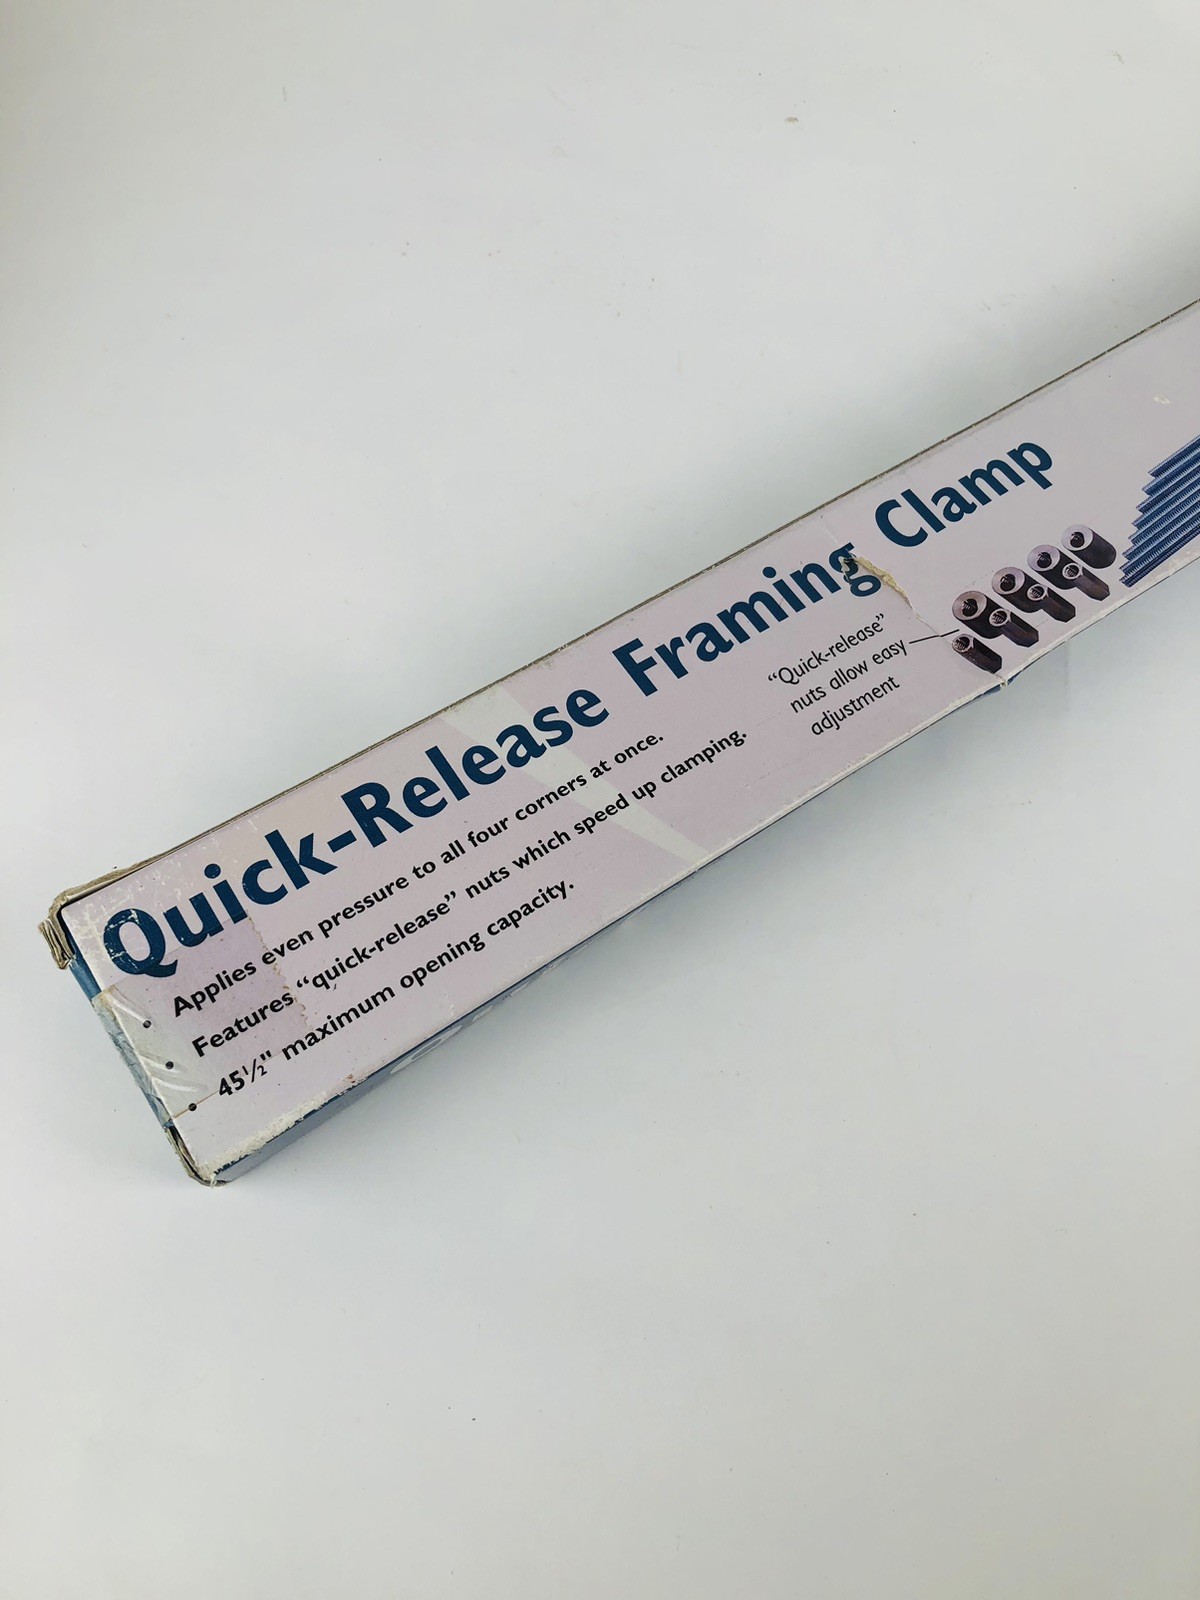 Quick-Release Framing Clamp
• Applies even pressure to all four corners at once.
• Features “quick-release” nuts which speed up clamping.
• 45½" maximum opening capacity.
“Quick-release”
nuts allow easy
adjustment